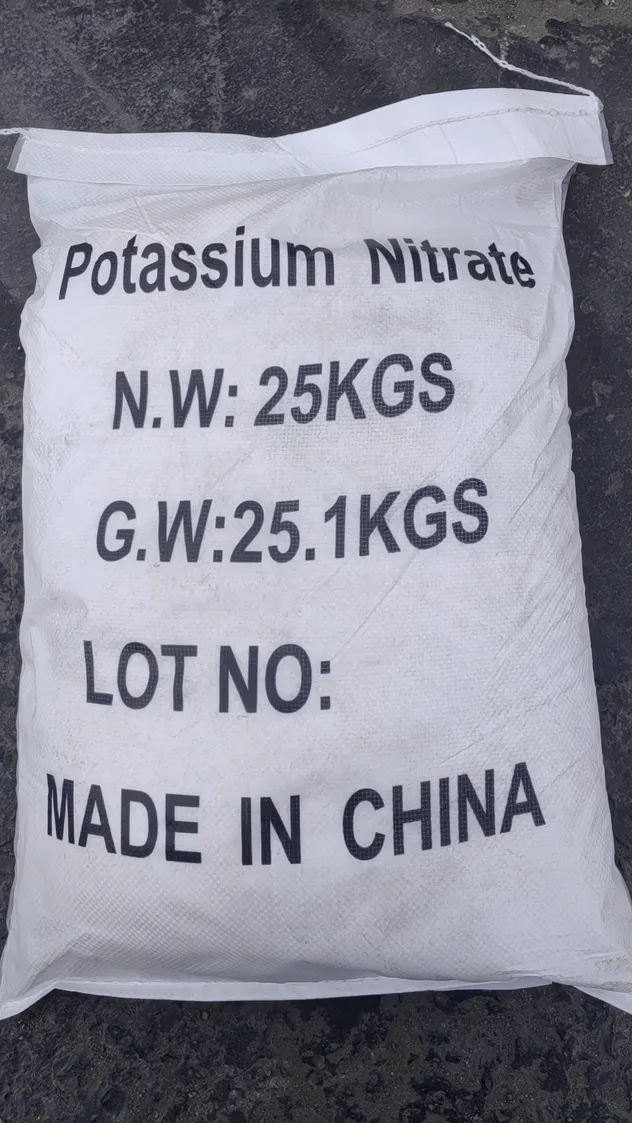 Potassium Nitrate
N.W: 25KGS
G.W:25.1KGS
LOT NO:
MADE IN CHINA